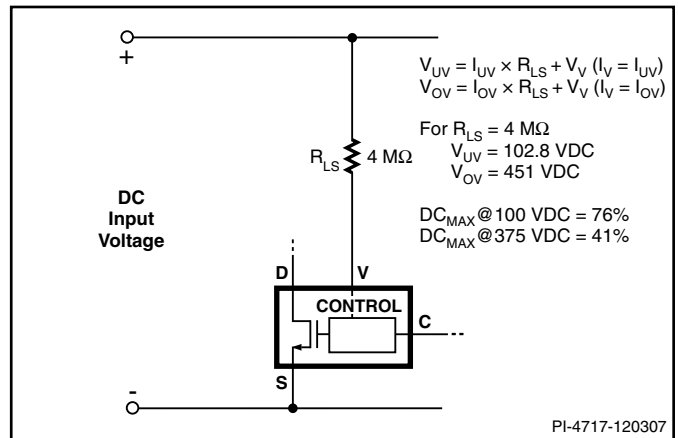 +
V_UV = I_UV × R_LS + V_V (I_V = I_UV)
V_OV = I_OV × R_LS + V_V (I_V = I_OV)
For R_LS = 4 MΩ
V_UV = 102.8 VDC
V_OV = 451 VDC
DC_MAX@100 VDC = 76%
DC_MAX@375 VDC = 41%
R_LS 4 MΩ
DC
Input
Voltage
D V
CONTROL
C
S
-
PI-4717-120307